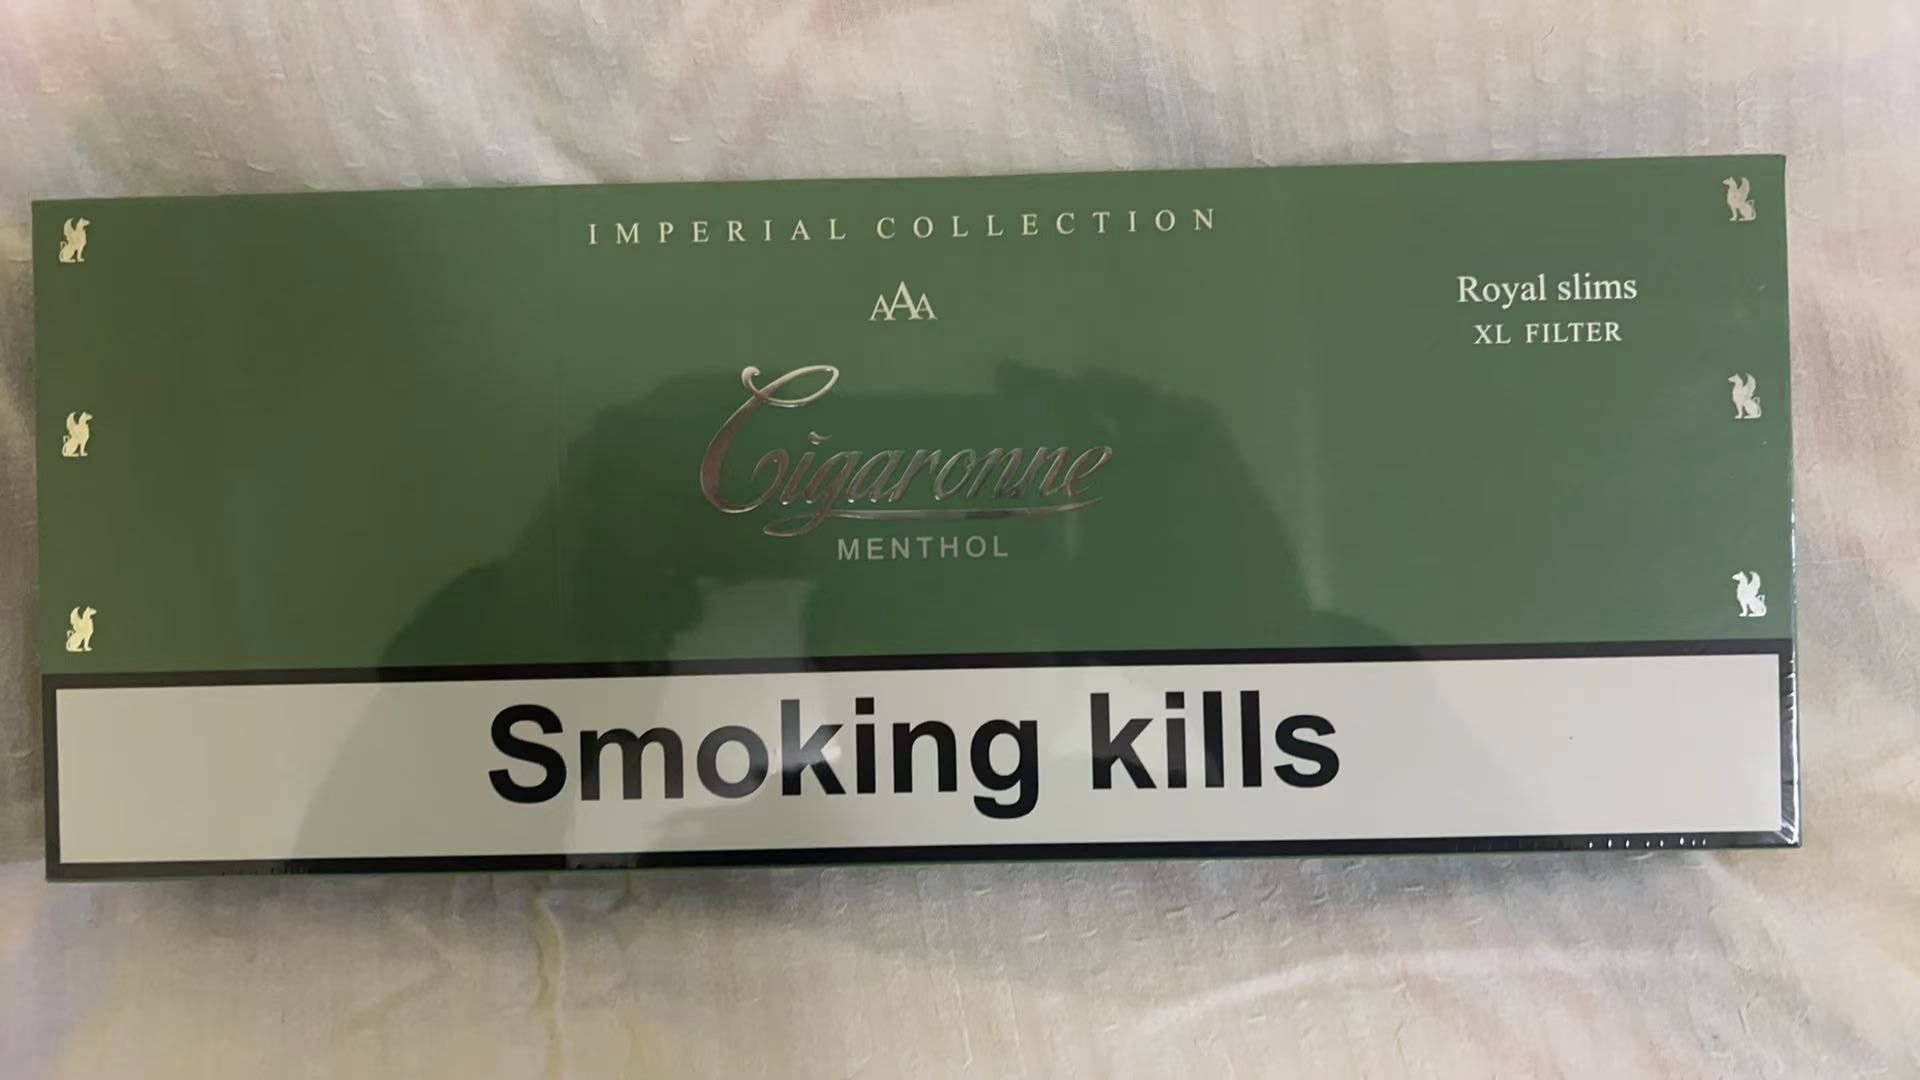 IMPERIAL COLLECTION
AAA
Royal slims
XL FILTER
Cigaronne
MENTHOL
Smoking kills